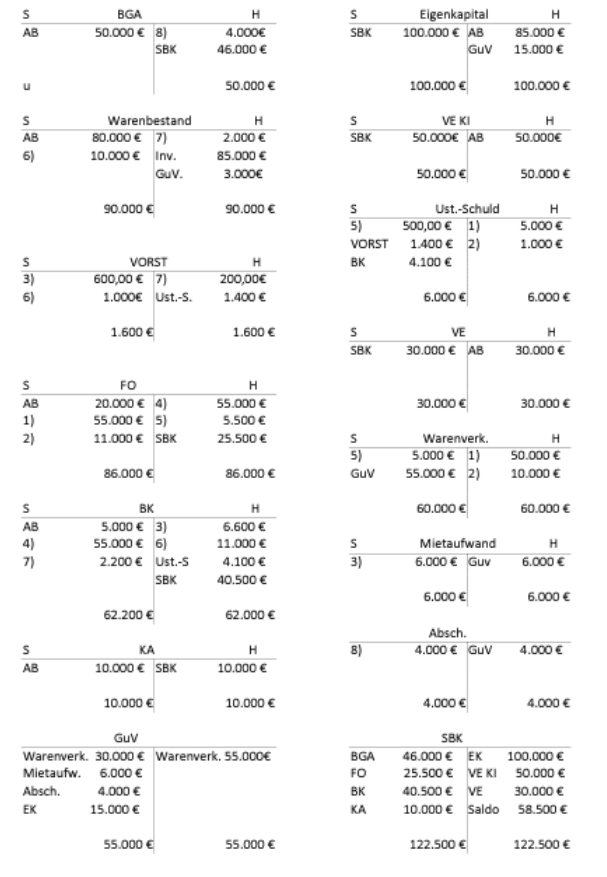 S BGA H
AB 50.000 € 8) 4.000€
SBK 46.000 €
u 50.000 €
S Warenbestand H
AB 80.000 € 7) 2.000 €
6) 10.000 € Inv. 85.000 €
GuV. 3.000€
90.000 € 90.000 €
S VORST H
3) 600,00 € 7) 200,00€
6) 1.000€ Ust.-S. 1.400 €
1.600 € 1.600 €
S FO H
AB 20.000 € 4) 55.000 €
1) 55.000 € 5) 5.500 €
2) 11.000 € SBK 25.500 €
86.000 € 86.000 €
S BK H
AB 5.000 € 3) 6.600 €
4) 55.000 € 6) 11.000 €
7) 2.200 € Ust.-S 4.100 €
SBK 40.500 €
62.200 € 62.000 €
S KA H
AB 10.000 € SBK 10.000 €
10.000 € 10.000 €
GuV
Warenverk. 30.000 € Warenverk. 55.000€
Mietaufw. 6.000 €
Absch. 4.000 €
EK 15.000 €
55.000 € 55.000 €
S Eigenkapital H
SBK 100.000 € AB 85.000 €
GuV 15.000 €
100.000 € 100.000 €
S VE KI H
SBK 50.000€ AB 50.000€
50.000 € 50.000 €
S Ust.-Schuld H
5) 500,00 € 1) 5.000 €
VORST 1.400 € 2) 1.000 €
BK 4.100 €
6.000 € 6.000 €
S VE H
SBK 30.000 € AB 30.000 €
30.000 € 30.000 €
S Warenverk. H
5) 5.000 € 1) 50.000 €
GuV 55.000 € 2) 10.000 €
60.000 € 60.000 €
S Mietaufwand H
3) 6.000 € Guv 6.000 €
6.000 € 6.000 €
Absch.
8) 4.000 € GuV 4.000 €
4.000 € 4.000 €
SBK
BGA 46.000 € EK 100.000 €
FO 25.500 € VE KI 50.000 €
BK 40.500 € VE 30.000 €
KA 10.000 € Saldo 58.500 €
122.500 € 122.500 €